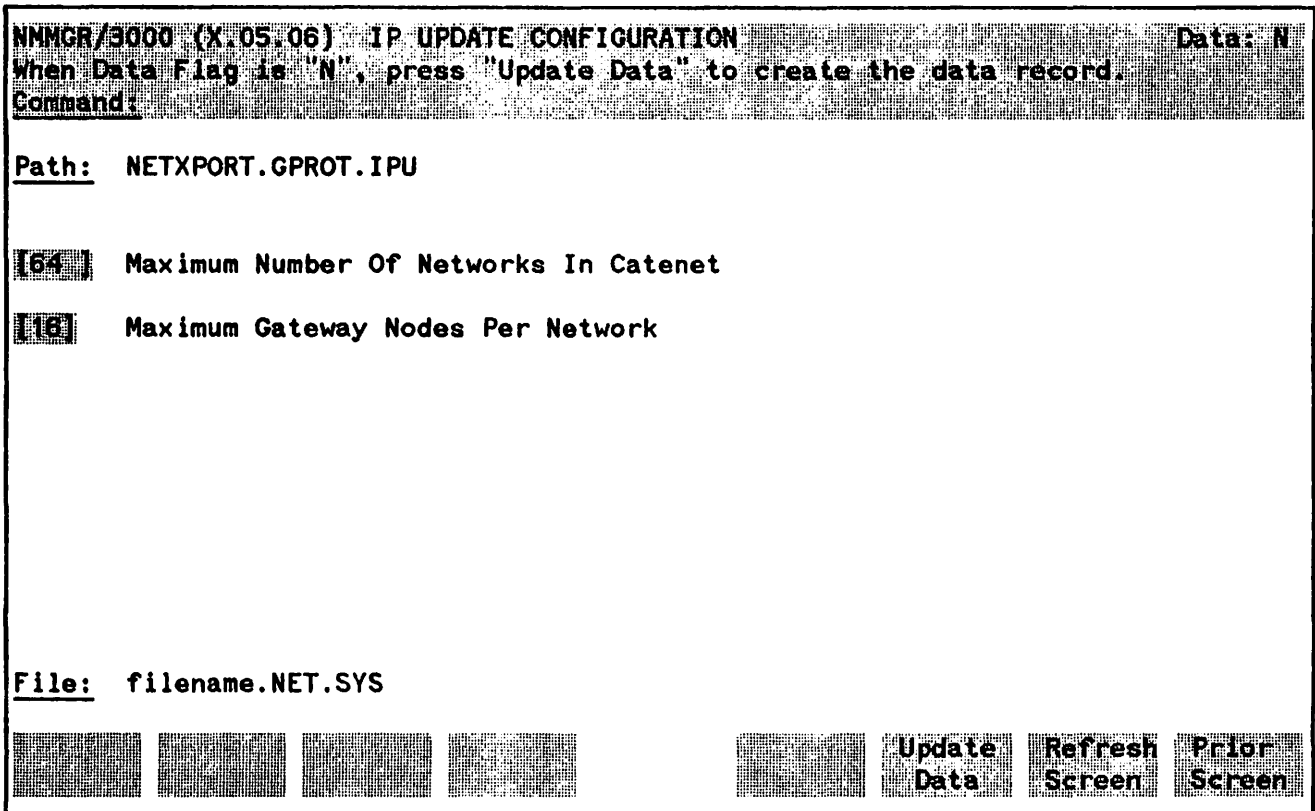 NMMGR/3000 (X.05.06) IP UPDATE CONFIGURATION Data: N
When Data Flag is "N", press "Update Data" to create the data record.
Command:
Path: NETXPORT.GPROT.IPU
[64 ] Maximum Number Of Networks In Catenet
[16] Maximum Gateway Nodes Per Network
File: filename.NET.SYS
Update Refresh Prior
Data Screen Screen